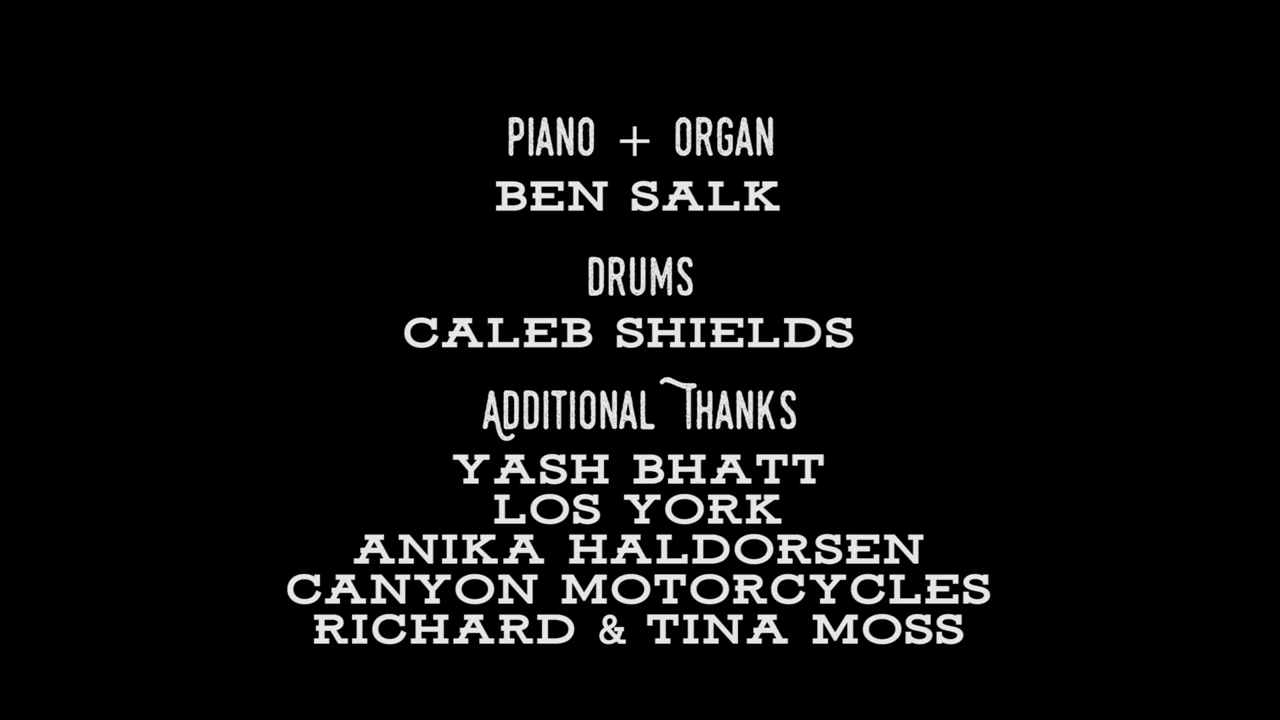 PIANO + ORGAN
BEN SALK
DRUMS
CALEB SHIELDS
ADDITIONAL THANKS
YASH BHATT
LOS YORK
ANIKA HALDORSEN
CANYON MOTORCYCLES
RICHARD & TINA MOSS